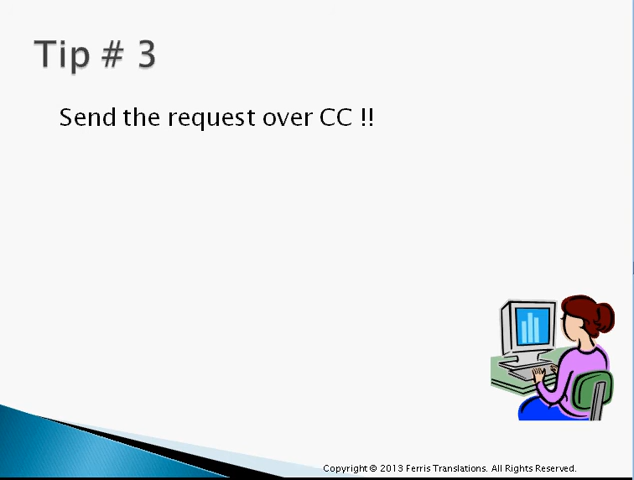 Tip # 3
Send the request over CC !!
Copyright © 2013 Ferris Translations. All Rights Reserved.